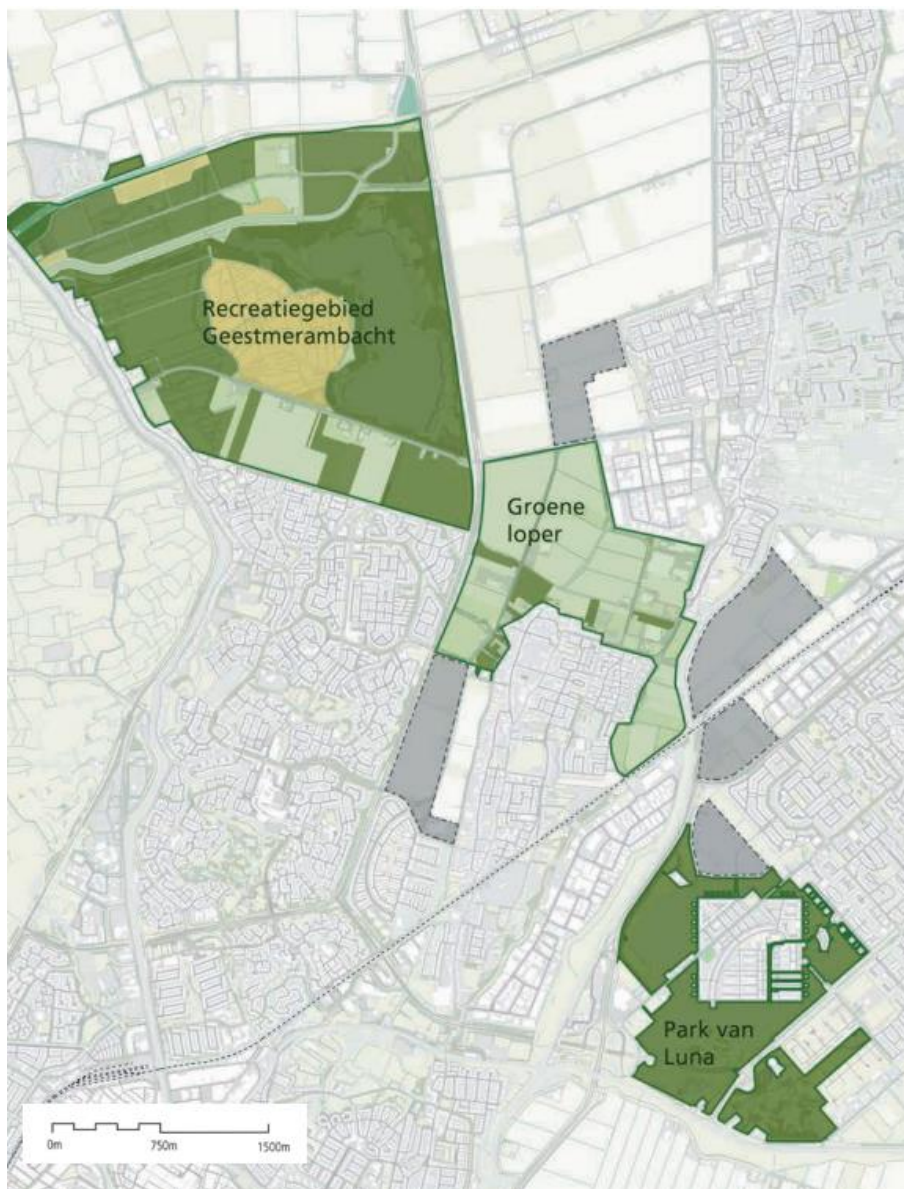 Recreatiegebied
Geestmerambacht
Groene
loper
Park van
Luna
0m
750m
1500m